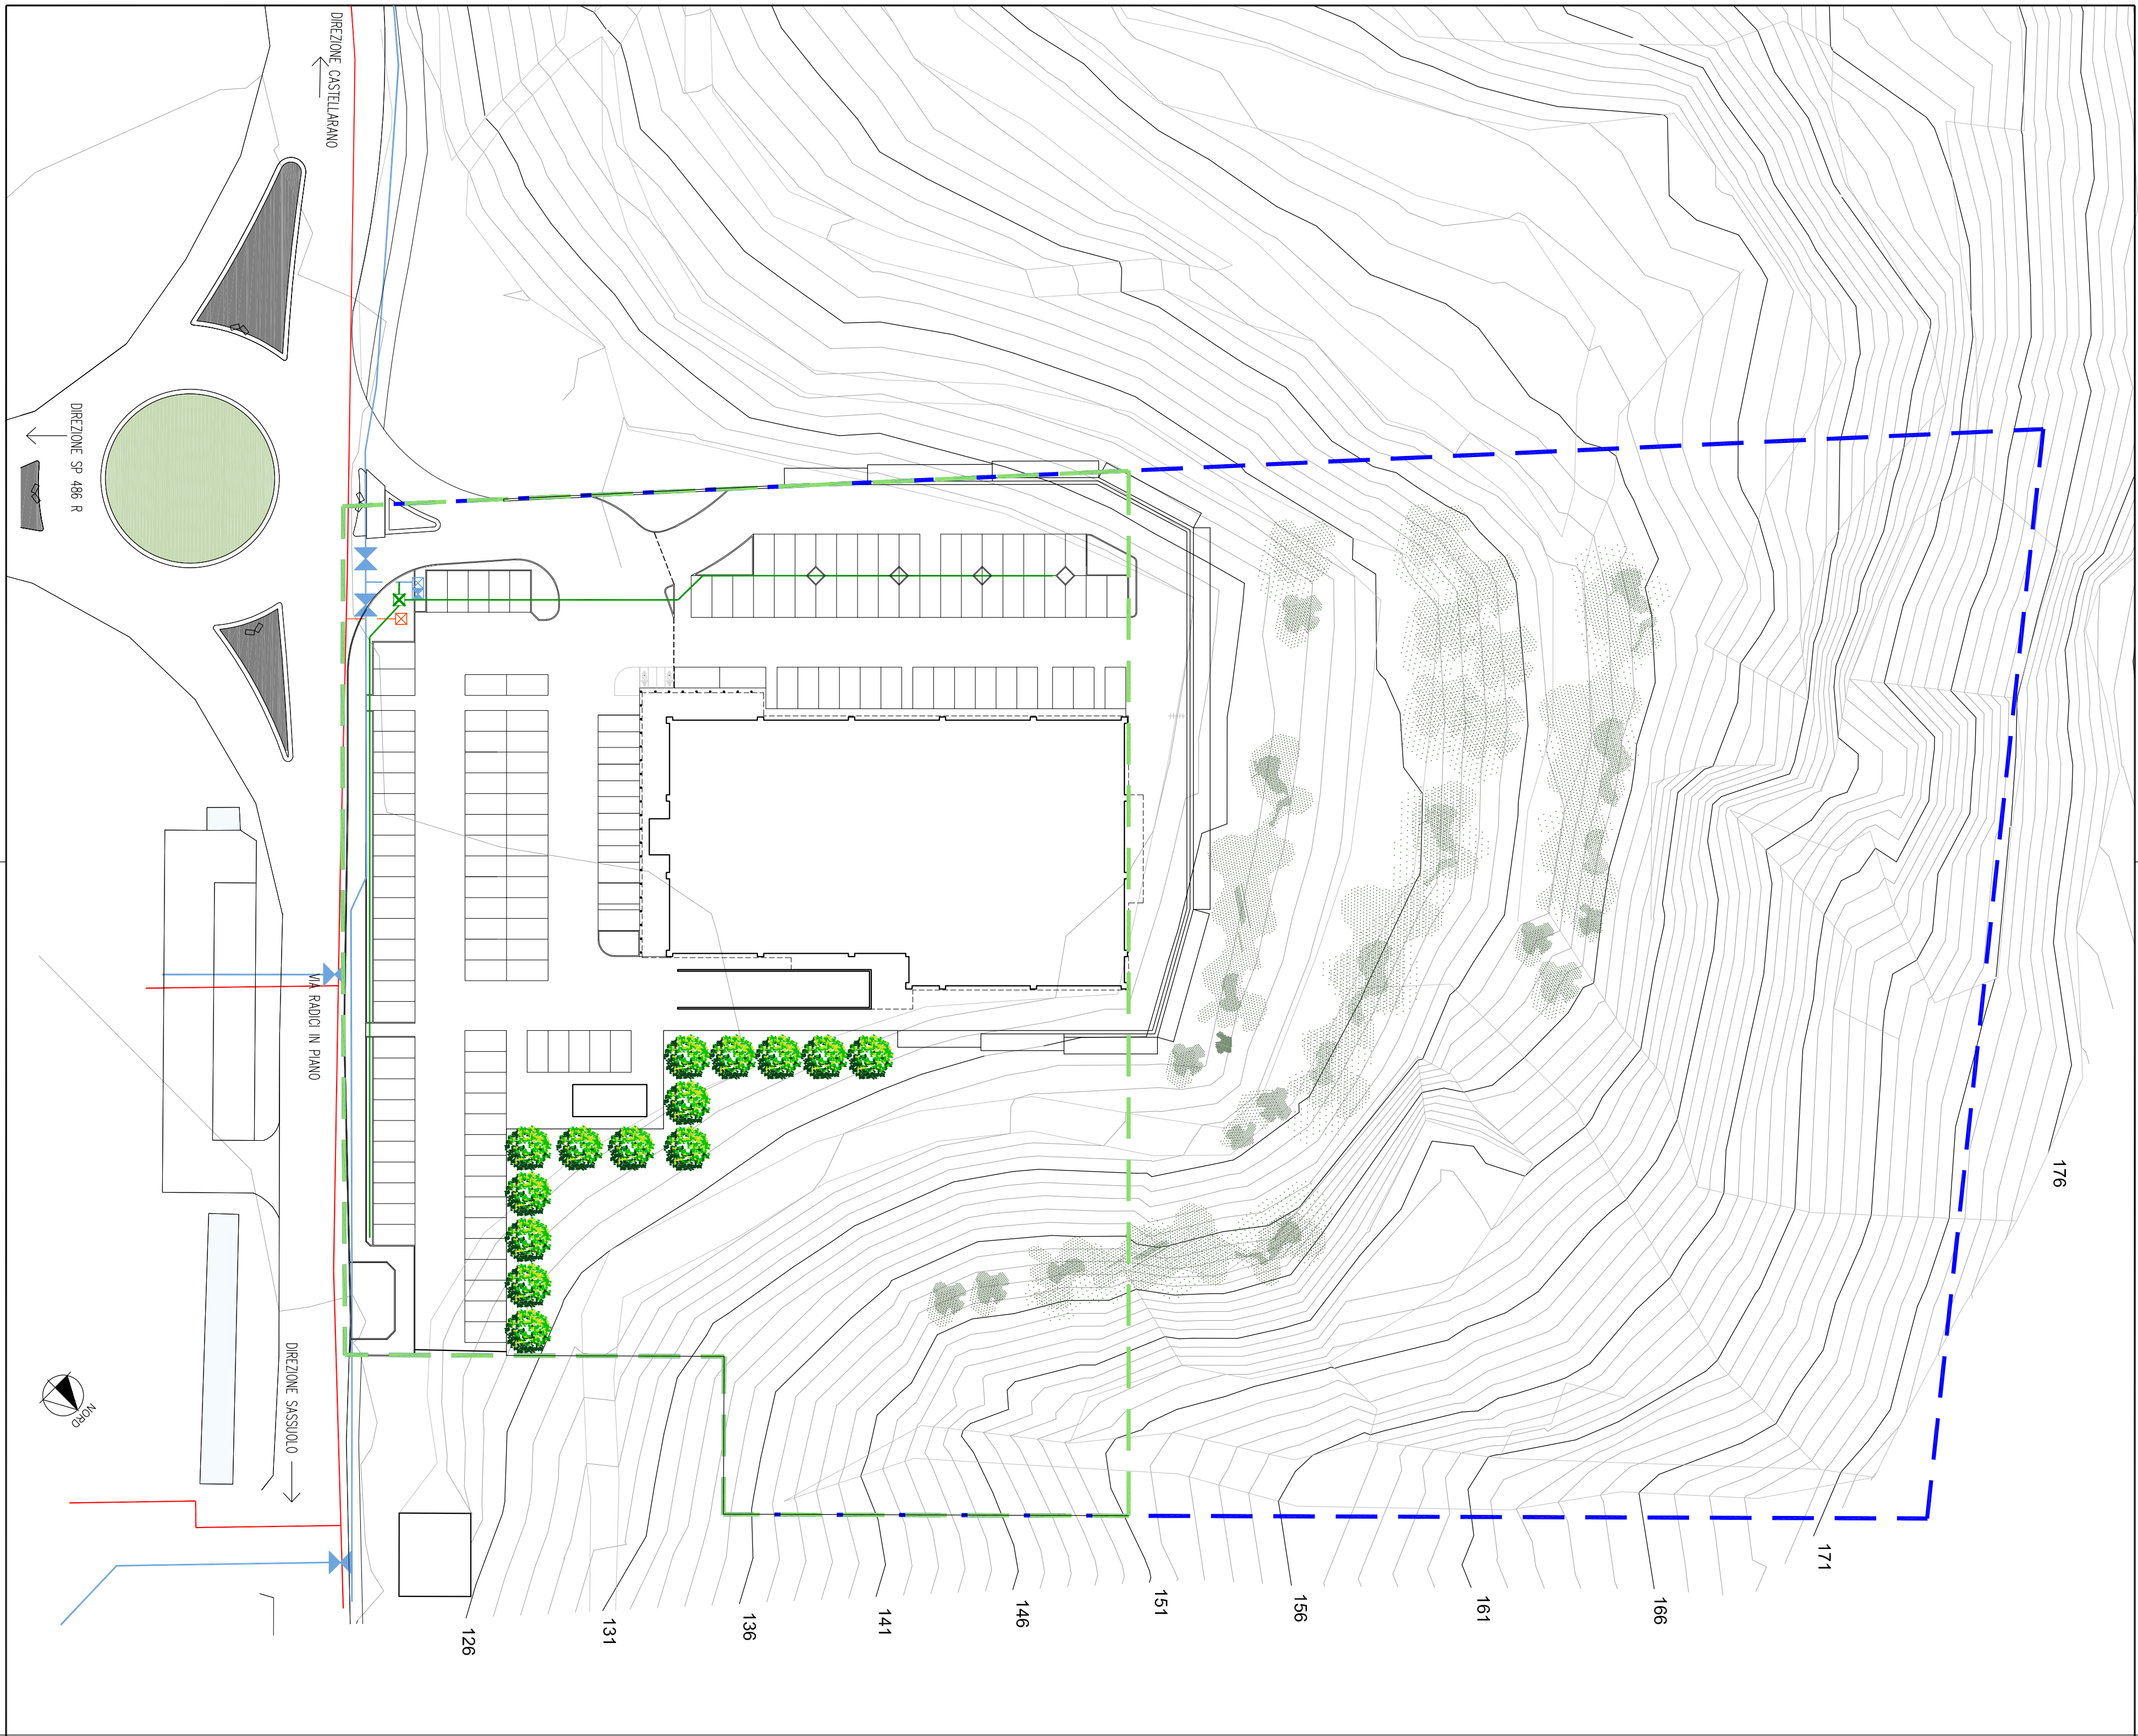 DIREZIONE CASTELLARANO
DIREZIONE SP 486 R
VIA RADICI IN PIANO
DIREZIONE SASSUOLO
NORD
126
131
136
141
146
151
156
161
166
171
176